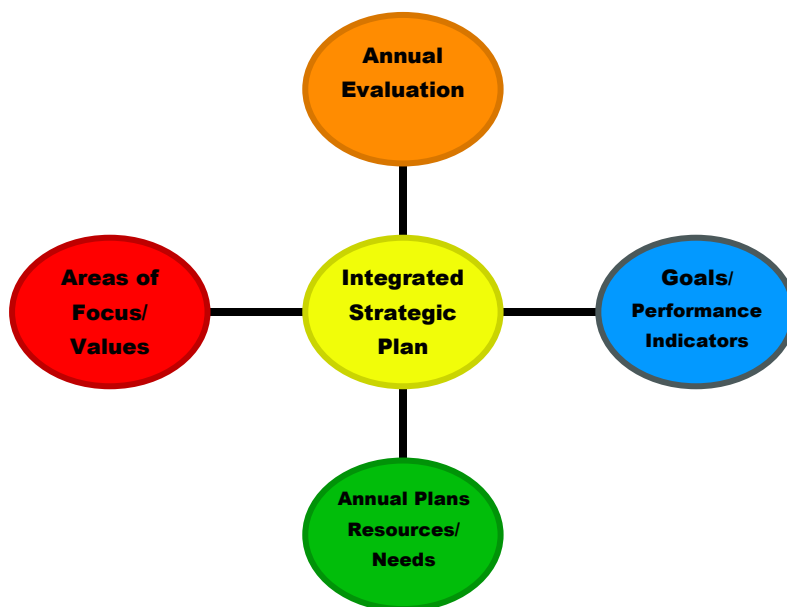 Annual
Evaluation
Areas of
Focus/
Values
Integrated
Strategic
Plan
Goals/
Performance
Indicators
Annual Plans
Resources/
Needs